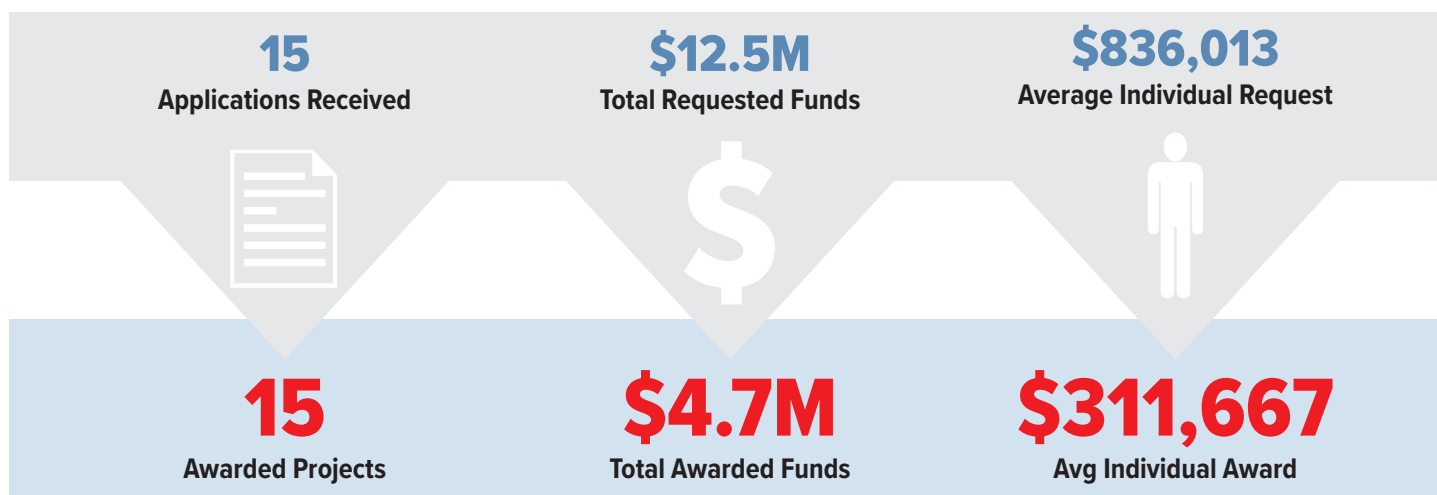 15
Applications Received
$12.5M
Total Requested Funds
$836,013
Average Individual Request
$
15
Awarded Projects
$4.7M
Total Awarded Funds
$311,667
Avg Individual Award